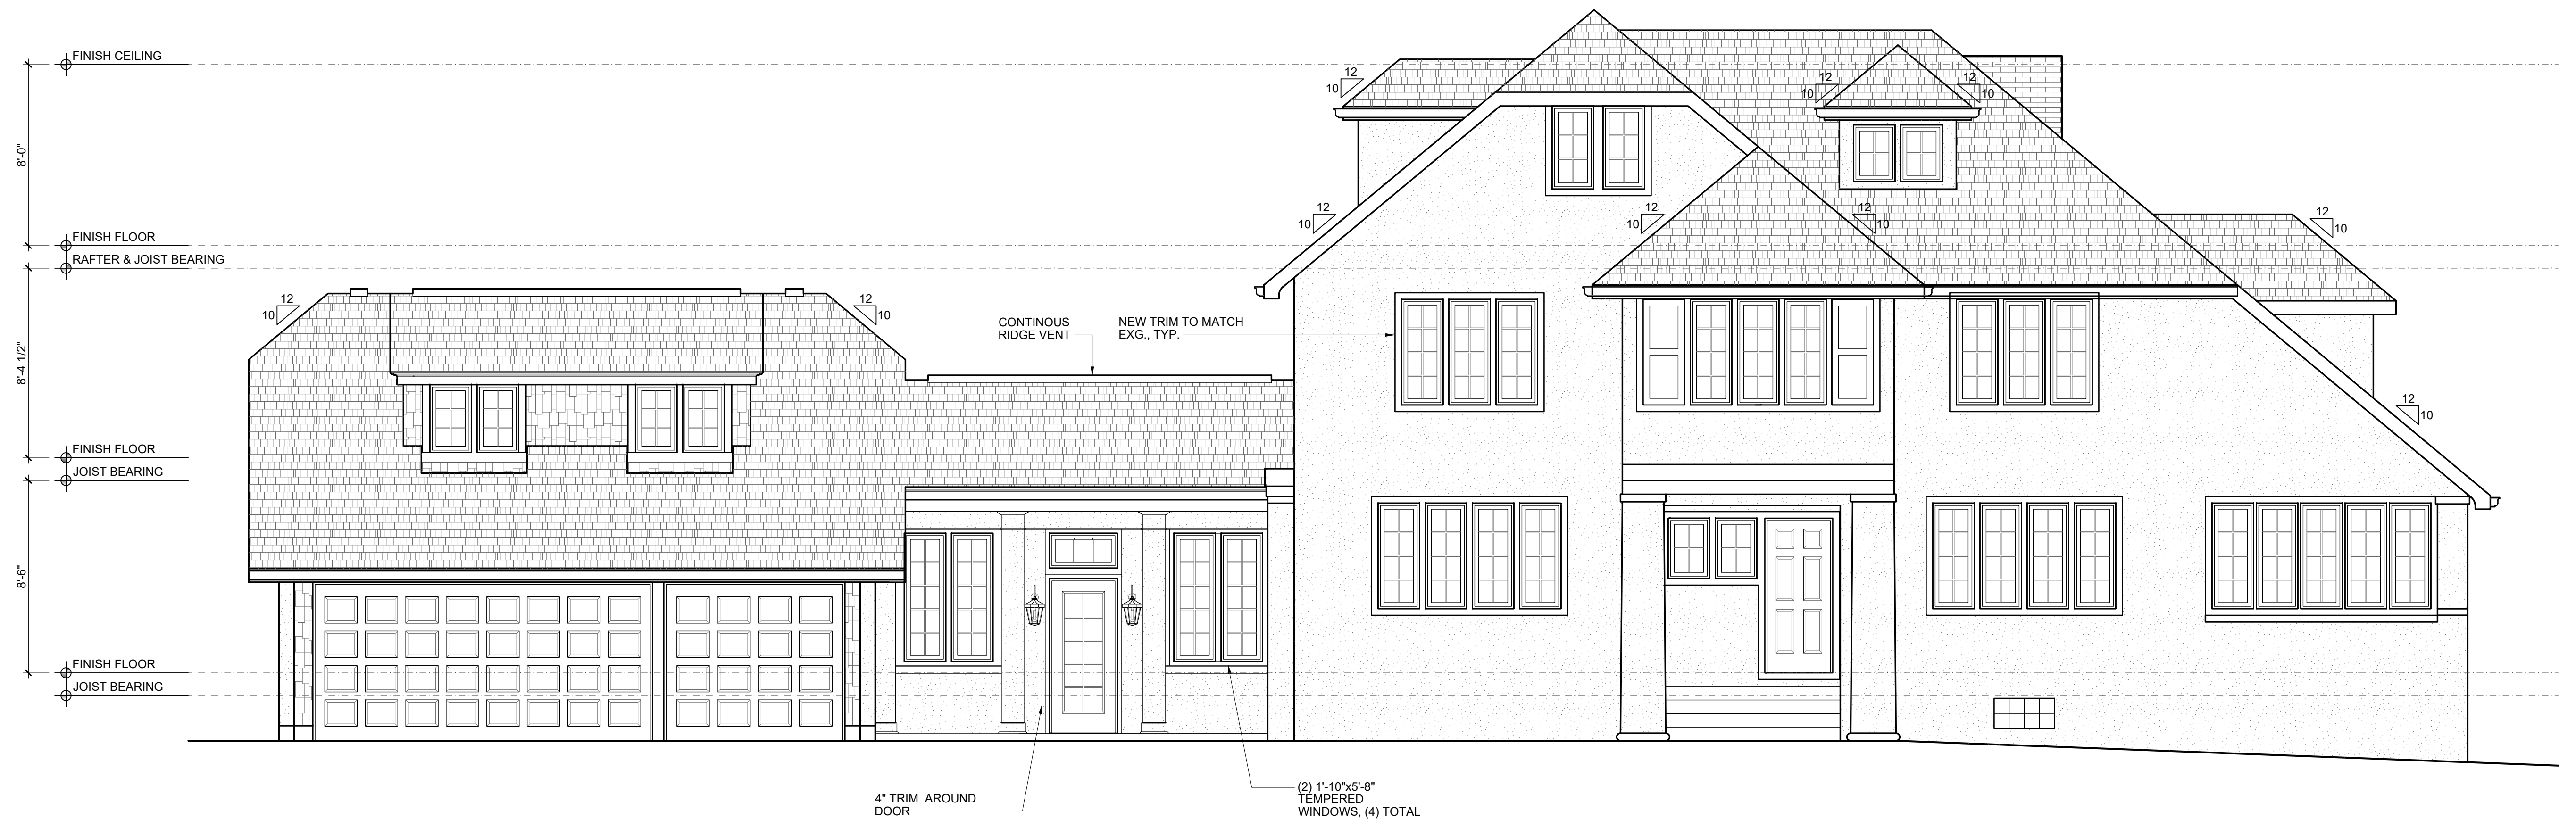 FINISH CEILING
8'-0"
FINISH FLOOR
RAFTER & JOIST BEARING
8'-4 1/2"
FINISH FLOOR
JOIST BEARING
8'-6"
FINISH FLOOR
JOIST BEARING
12
10
12
10
CONTINOUS
RIDGE VENT
NEW TRIM TO MATCH
EXG., TYP.
12
10
12
10
12
10
12
10
12
10
12
10
12
10
12
10
4" TRIM AROUND
DOOR
(2) 1'-10"x5'-8"
TEMPERED
WINDOWS, (4) TOTAL